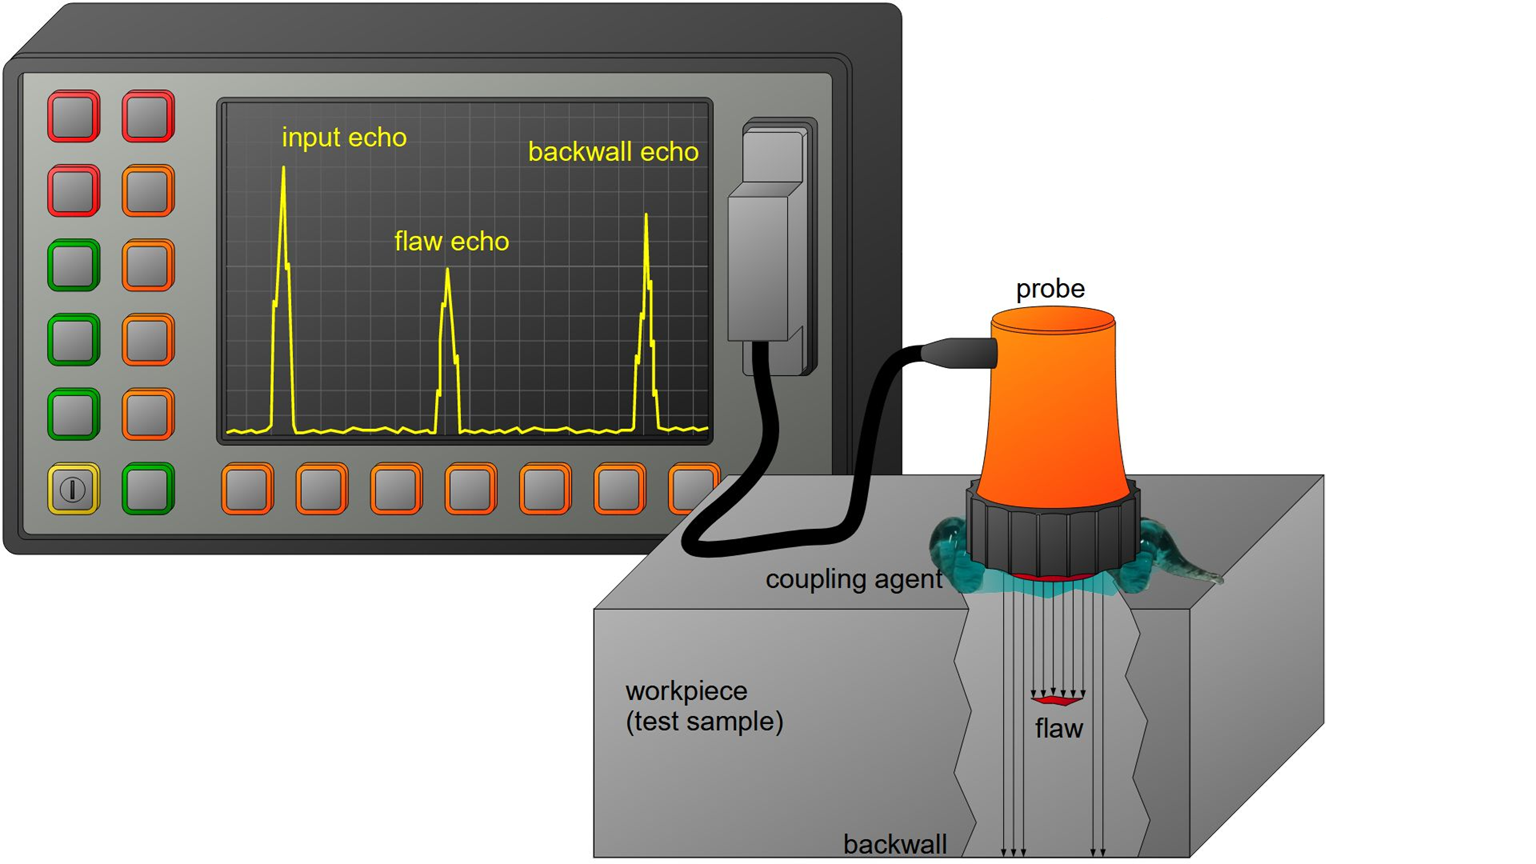 input echo
backwall echo
flaw echo
probe
coupling agent
workpiece
(test sample)
flaw
backwall